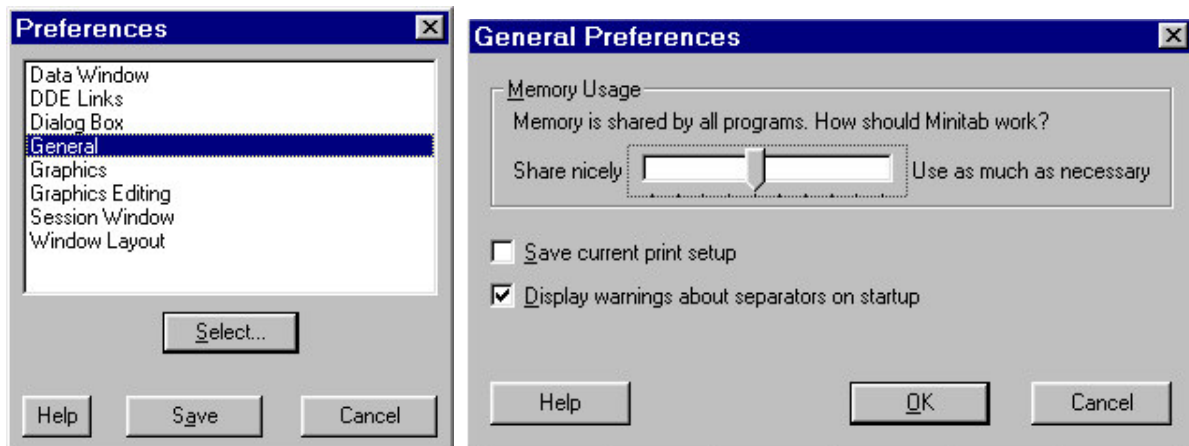 Preferences
Data Window
DDE Links
Dialog Box
General
Graphics
Graphics Editing
Session Window
Window Layout
Select...
Help
Save
Cancel
General Preferences
Memory Usage
Memory is shared by all programs. How should Minitab work?
Share nicely
Use as much as necessary
Save current print setup
Display warnings about separators on startup
Help
OK
Cancel